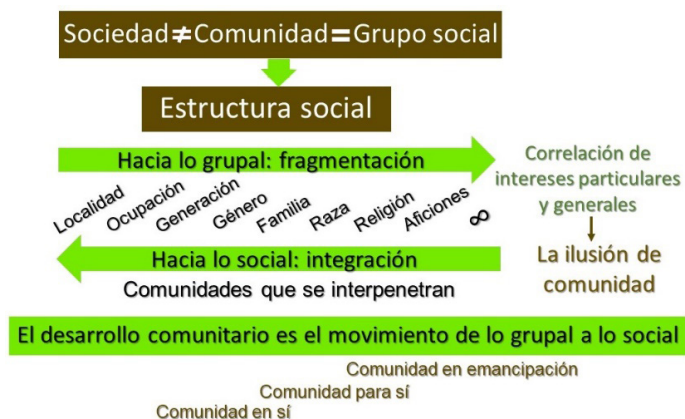 Sociedad≠Comunidad=Grupo social
Estructura social
Hacia lo grupal: fragmentación
Correlación de
intereses particulares
y generales
Localidad
Ocupación
Generación
Género
Familia
Raza
Religión
Aficiones
∞
Hacia lo social: integración
La ilusión de
comunidad
Comunidades que se interpenetran
El desarrollo comunitario es el movimiento de lo grupal a lo social
Comunidad en emancipación
Comunidad para sí
Comunidad en sí